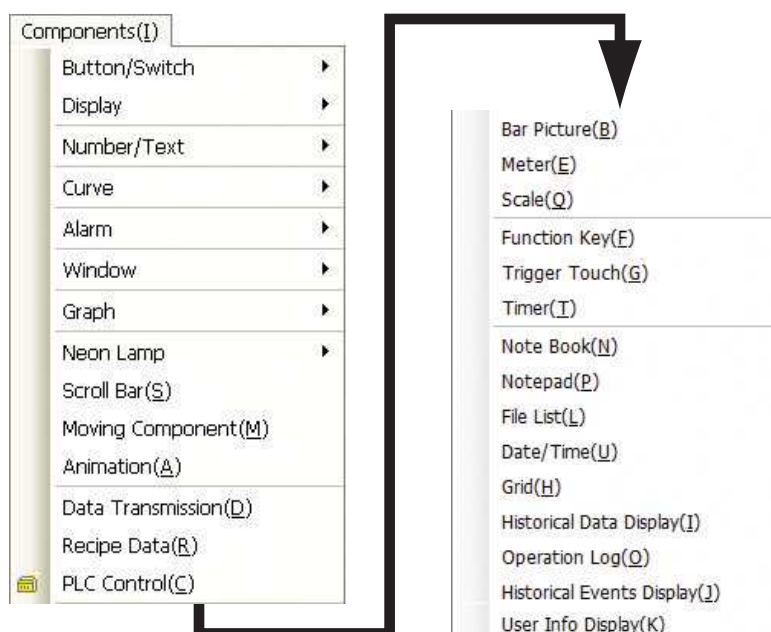 Components(I)
Button/Switch
Display
Number/Text
Curve
Alarm
Window
Graph
Neon Lamp
Scroll Bar(S)
Moving Component(M)
Animation(A)
Data Transmission(D)
Recipe Data(R)
PLC Control(C)
Bar Picture(B)
Meter(E)
Scale(Q)
Function Key(F)
Trigger Touch(G)
Timer(T)
Note Book(N)
Notepad(P)
File List(L)
Date/Time(U)
Grid(H)
Historical Data Display(I)
Operation Log(O)
Historical Events Display(J)
User Info Display(K)